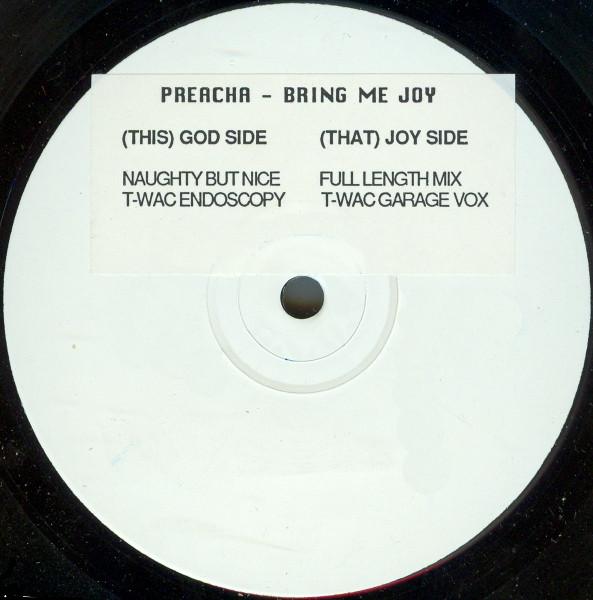 PREACHA - BRING ME JOY
(THIS) GOD SIDE
NAUGHTY BUT NICE
T-WAC ENDOSCOPY
(THAT) JOY SIDE
FULL LENGTH MIX
T-WAC GARAGE VOX